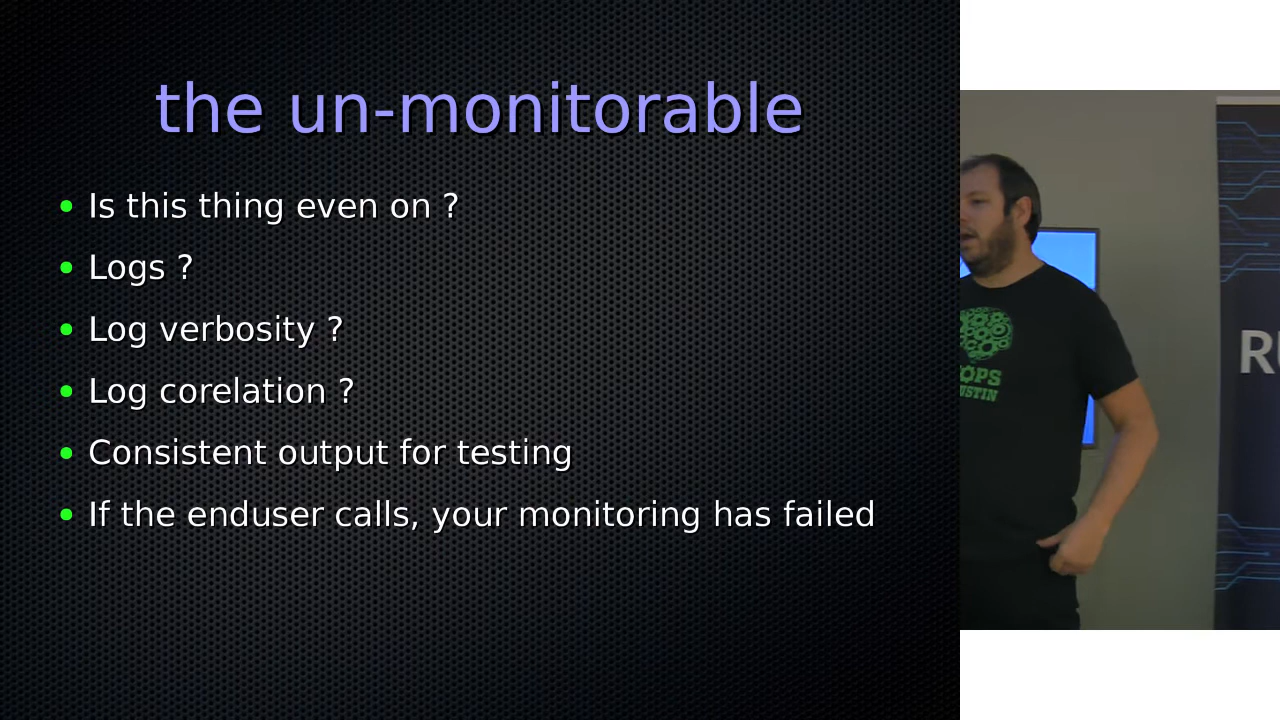 the un-monitorable
Is this thing even on ?
Logs ?
Log verbosity ?
Log corelation ?
Consistent output for testing
If the enduser calls, your monitoring has failed
OPS